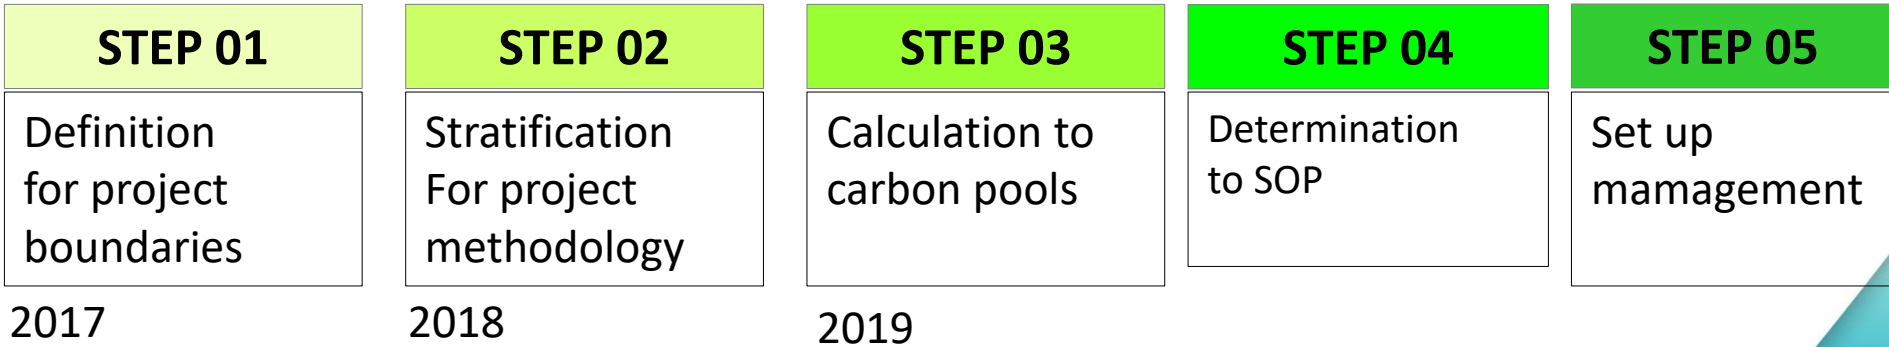 STEP 01
Definition
for project
boundaries
2017
STEP 02
Stratification
For project
methodology
2018
STEP 03
Calculation to
carbon pools
2019
STEP 04
Determination
to SOP
STEP 05
Set up
mamagement